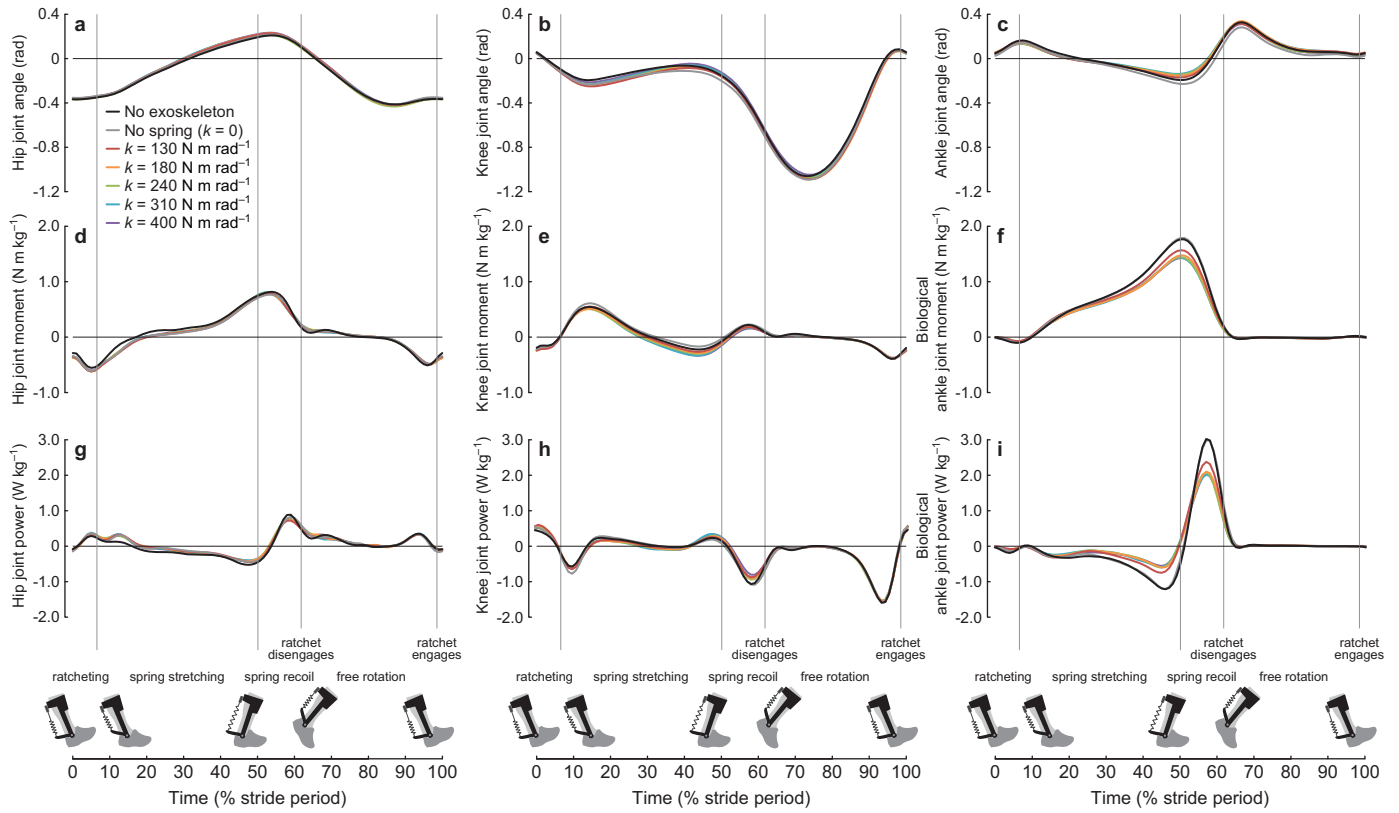 a
Hip joint angle (rad)
0.4
0
-0.4
-0.8
-1.2
No exoskeleton
No spring (k = 0)
k = 130 N m rad⁻¹
k = 180 N m rad⁻¹
k = 240 N m rad⁻¹
k = 310 N m rad⁻¹
k = 400 N m rad⁻¹
b
Knee joint angle (rad)
0.4
0
-0.4
-0.8
-1.2
c
Ankle joint angle (rad)
0.4
0
-0.4
-0.8
-1.2
d
Hip joint moment (N m kg⁻¹)
2.0
1.0
0
-1.0
e
Knee joint moment (N m kg⁻¹)
2.0
1.0
0
-1.0
f
Biological
ankle joint moment (N m kg⁻¹)
2.0
1.0
0
-1.0
g
Hip joint power (W kg⁻¹)
3.0
2.0
1.0
0
-1.0
-2.0
h
Knee joint power (W kg⁻¹)
3.0
2.0
1.0
0
-1.0
-2.0
i
Biological
ankle joint power (W kg⁻¹)
3.0
2.0
1.0
0
-1.0
-2.0
ratchet
disengages
ratchet
engages
ratchet
disengages
ratchet
engages
ratchet
disengages
ratchet
engages
ratcheting spring stretching spring recoil free rotation
ratcheting spring stretching spring recoil free rotation
ratcheting spring stretching spring recoil free rotation
0 10 20 30 40 50 60 70 80 90 100
0 10 20 30 40 50 60 70 80 90 100
0 10 20 30 40 50 60 70 80 90 100
Time (% stride period)
Time (% stride period)
Time (% stride period)